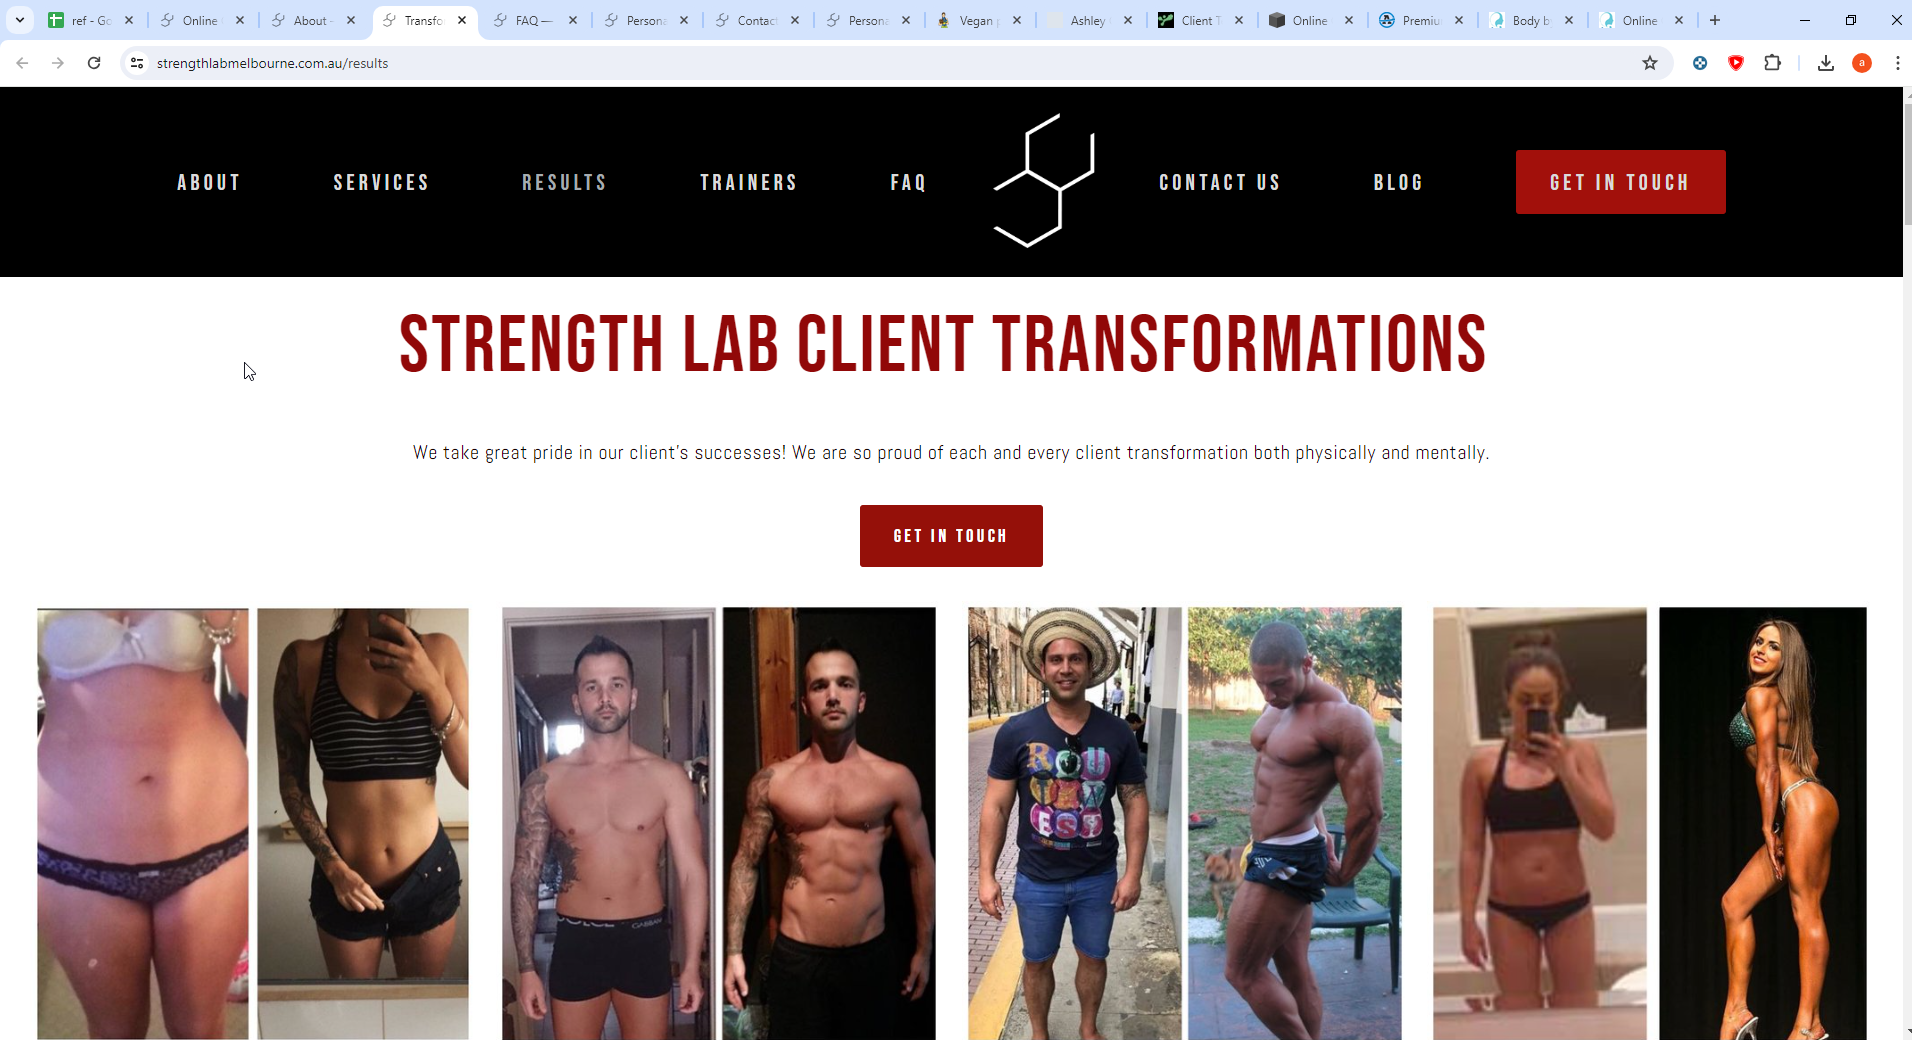 ref - Go
Online
About -
Transfo
FAQ —
Persona
Contac
Persona
Vegan p
Ashley
Client T
Online
Premiu
Body b
Online
strengthlabmelbourne.com.au/results
a
ABOUT
SERVICES
RESULTS
TRAINERS
FAQ
CONTACT US
BLOG
GET IN TOUCH
STRENGTH LAB CLIENT TRANSFORMATIONS
We take great pride in our client's successes! We are so proud of each and every client transformation both physically and mentally.
GET IN TOUCH